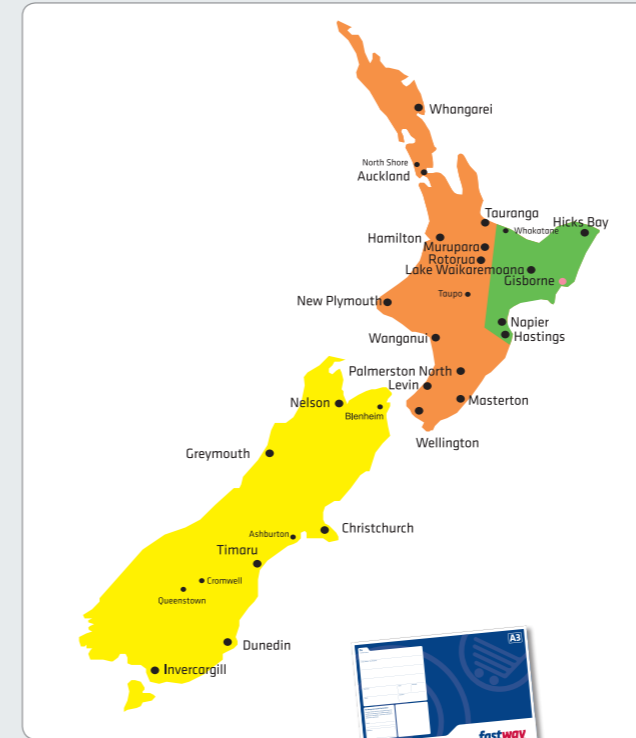 Whangarei
North Shore
Auckland
Tauranga
Hicks Bay
Whakatane
Hamilton
Murupara
Rotorua
Lake Waikaremoana
Gisborne
Taupo
New Plymouth
Napier
Wanganui
Hastings
Palmerston North
Levin
Masterton
Nelson
Blenheim
Wellington
Greymouth
Christchurch
Ashburton
Timaru
Cromwell
Queenstown
Dunedin
A3
Invercargill
fastway